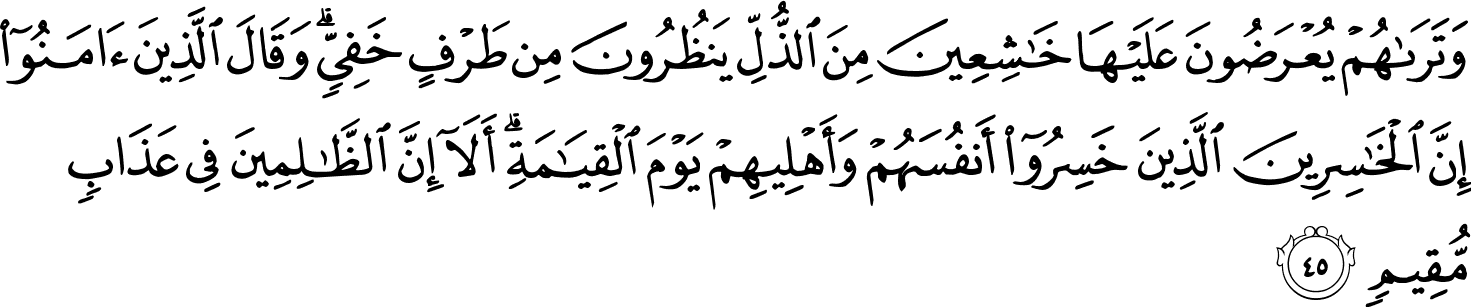 وَتَرَىٰهُمْ يُعْرَضُونَ عَلَيْهَا خَـٰشِعِينَ مِنَ ٱلذُّلِّ يَنظُرُونَ مِن طَرْفٍ خَفِىٍّ ۗ وَقَالَ ٱلَّذِينَ ءَامَنُوٓا۟
إِنَّ ٱلْخَـٰسِرِينَ ٱلَّذِينَ خَسِرُوٓا۟ أَنفُسَهُمْ وَأَهْلِيهِمْ يَوْمَ ٱلْقِيَـٰمَةِ ۗ أَلَآ إِنَّ ٱلظَّـٰلِمِينَ فِى عَذَابٍ
مُّقِيمٍ ٤٥